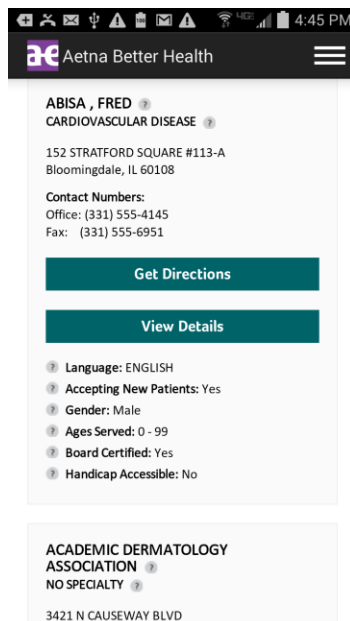 4G 4:45 PM
ae Aetna Better Health
ABISA , FRED ?
CARDIOVASCULAR DISEASE ?
152 STRATFORD SQUARE #113-A
Bloomingdale, IL 60108
Contact Numbers:
Office: (331) 555-4145
Fax: (331) 555-6951
Get Directions
View Details
? Language: ENGLISH
? Accepting New Patients: Yes
? Gender: Male
? Ages Served: 0 - 99
? Board Certified: Yes
? Handicap Accessible: No
ACADEMIC DERMATOLOGY
ASSOCIATION ?
NO SPECIALTY ?
3421 N CAUSEWAY BLVD